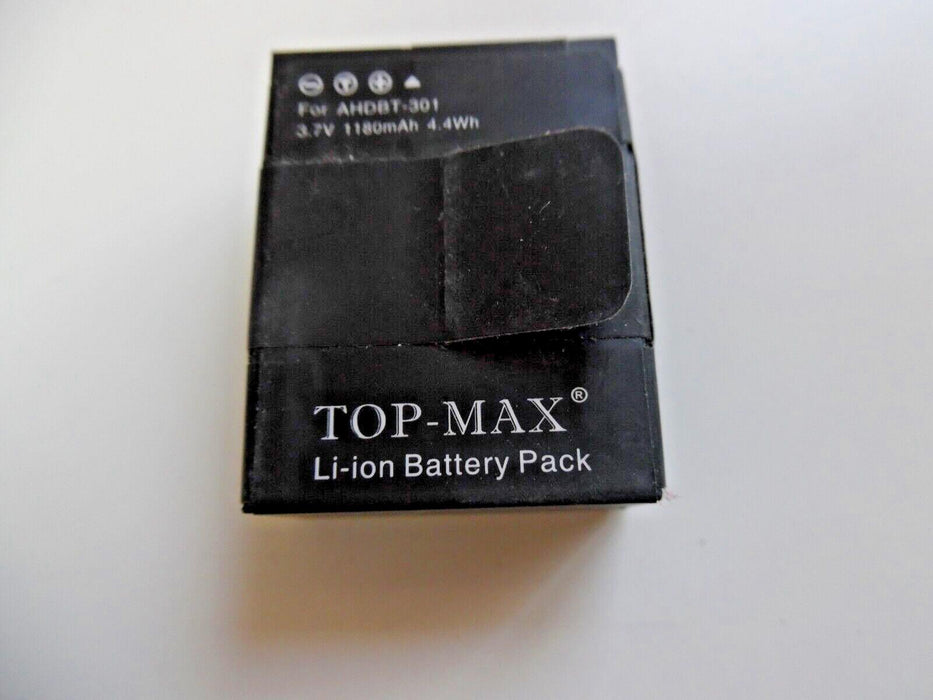 For AHDBT-301
3.7V 1180mAh 4.4Wh
TOP-MAX®
Li-ion Battery Pack